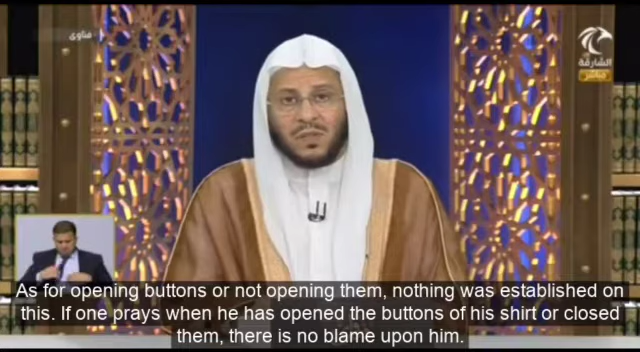 فتاوى
الشارقة
مباشر
As for opening buttons or not opening them, nothing was established on
this. If one prays when he has opened the buttons of his shirt or closed
them, there is no blame upon him.